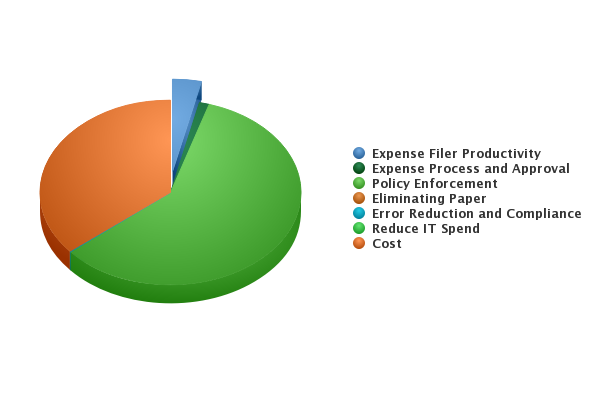 Expense Filer Productivity
Expense Process and Approval
Policy Enforcement
Eliminating Paper
Error Reduction and Compliance
Reduce IT Spend
Cost